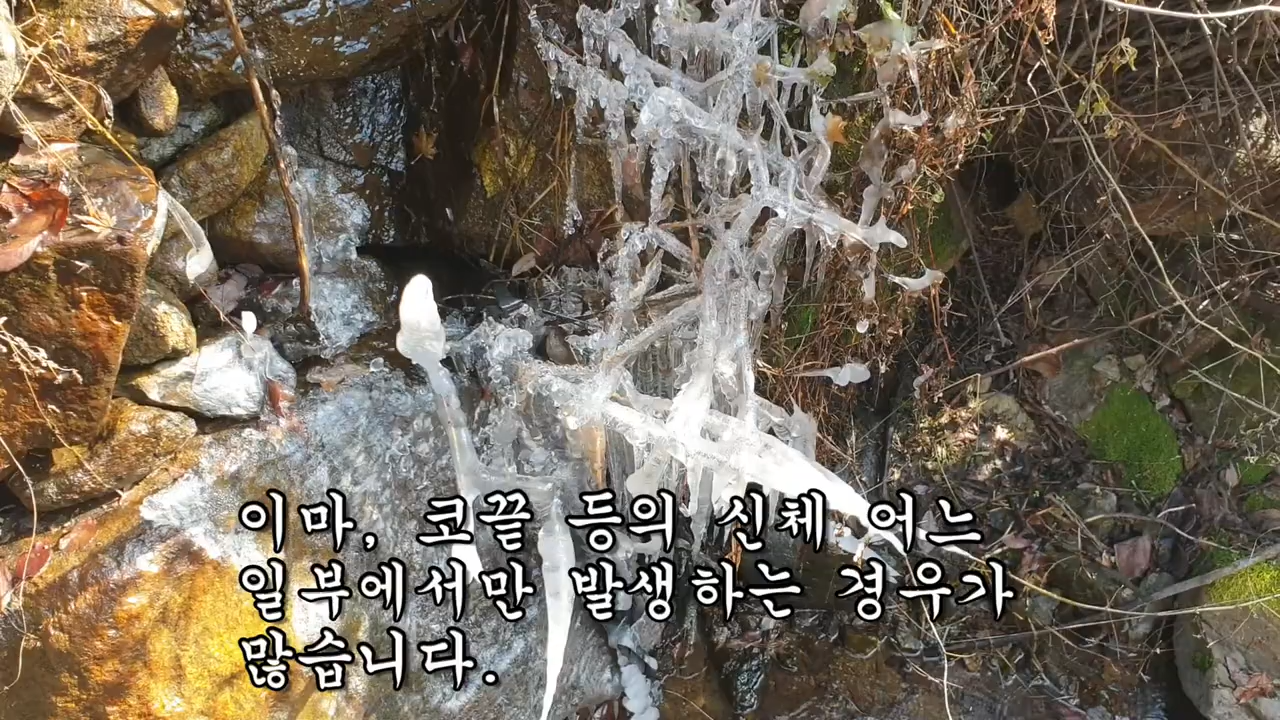 이마, 코끝 등의 신체 어느
일부에서만 발생하는 경우가
많습니다.